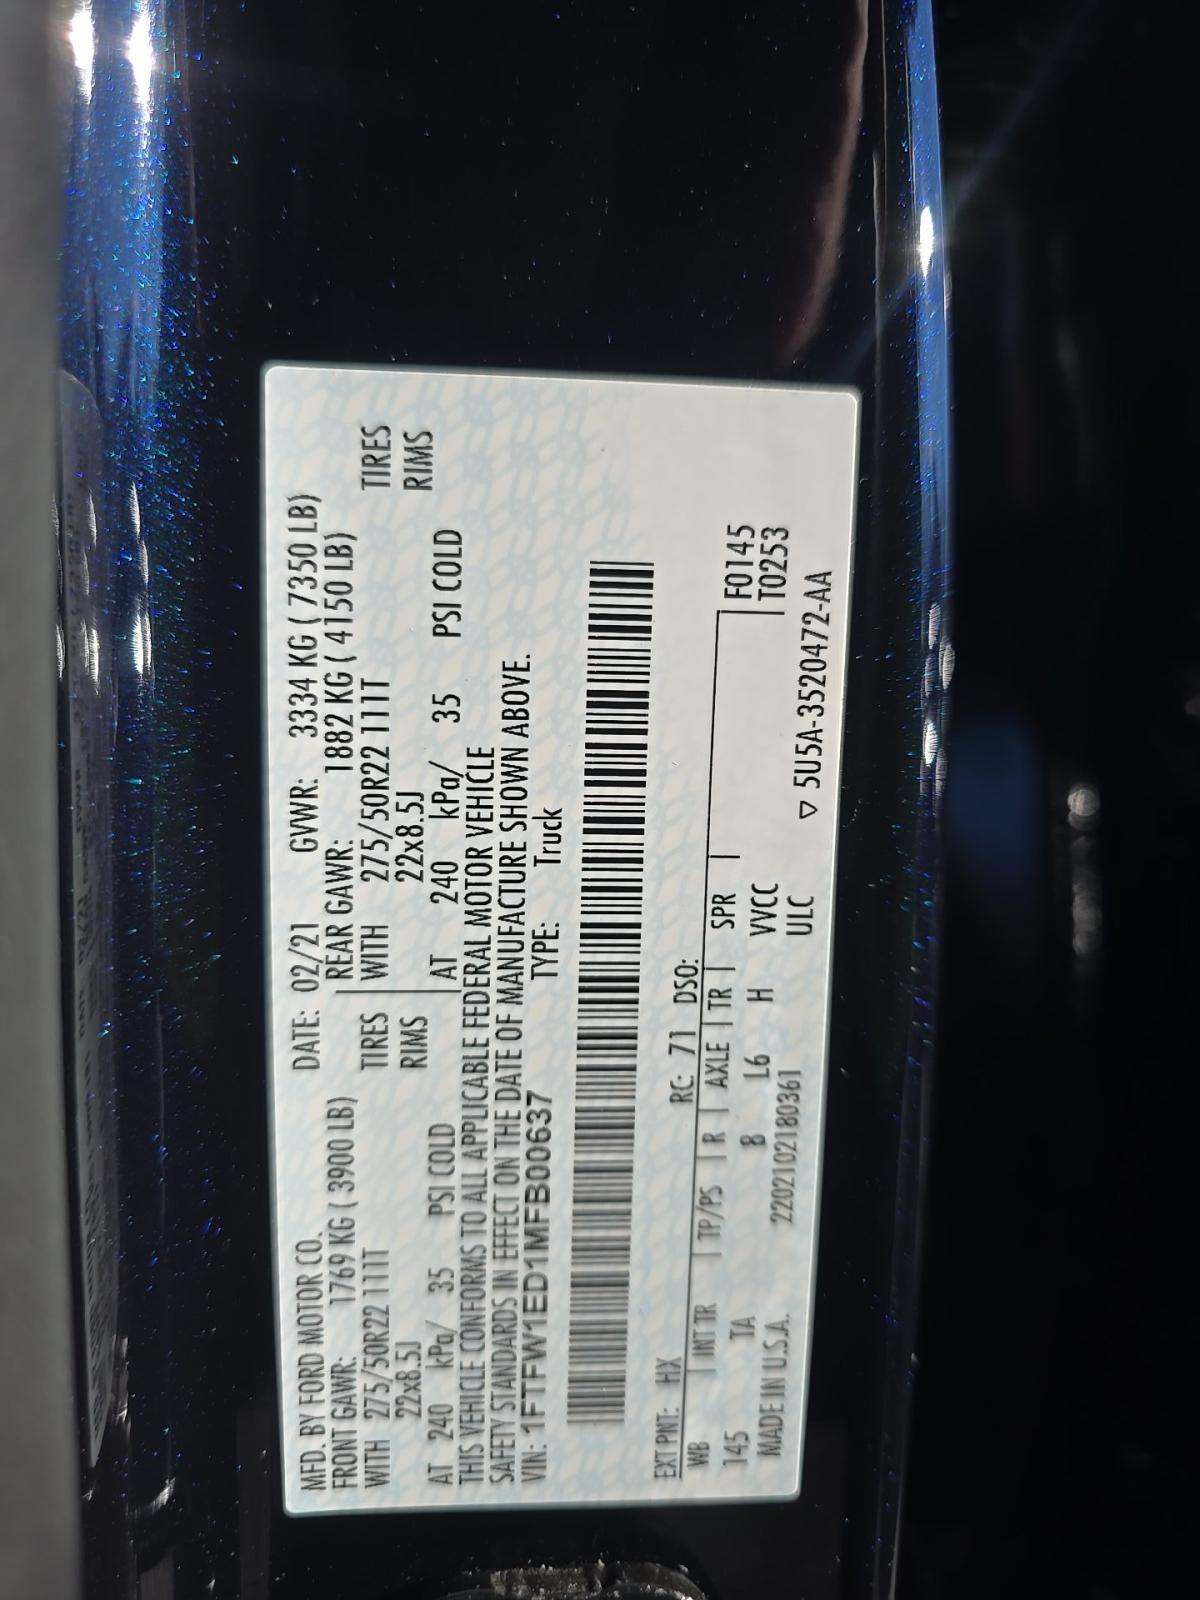 MFD. BY FORD MOTOR CO. DATE: 02/21 GVWR: 3334 KG ( 7350 LB)
FRONT GAWR: 1769 KG ( 3900 LB) REAR GAWR: 1882 KG ( 4150 LB)
WITH 275/50R22 111T TIRES WITH 275/50R22 111T TIRES
22x8.5J RIMS 22x8.5J RIMS
AT 240 kPa/ 35 PSI COLD AT 240 kPa/ 35 PSI COLD
THIS VEHICLE CONFORMS TO ALL APPLICABLE FEDERAL MOTOR VEHICLE
SAFETY STANDARDS IN EFFECT ON THE DATE OF MANUFACTURE SHOWN ABOVE.
VIN: 1FTFW1ED1MFB00637 TYPE: Truck
EXT PNT: HX RC: 71 DSO:
WB | INT TR | TP/PS | R | AXLE | TR | SPR | F0145
145 TA 8 L6 H VVCC T0253
MADE IN U.S.A. 2202102180361 ULC
▽ 5U5A-3520472-AA